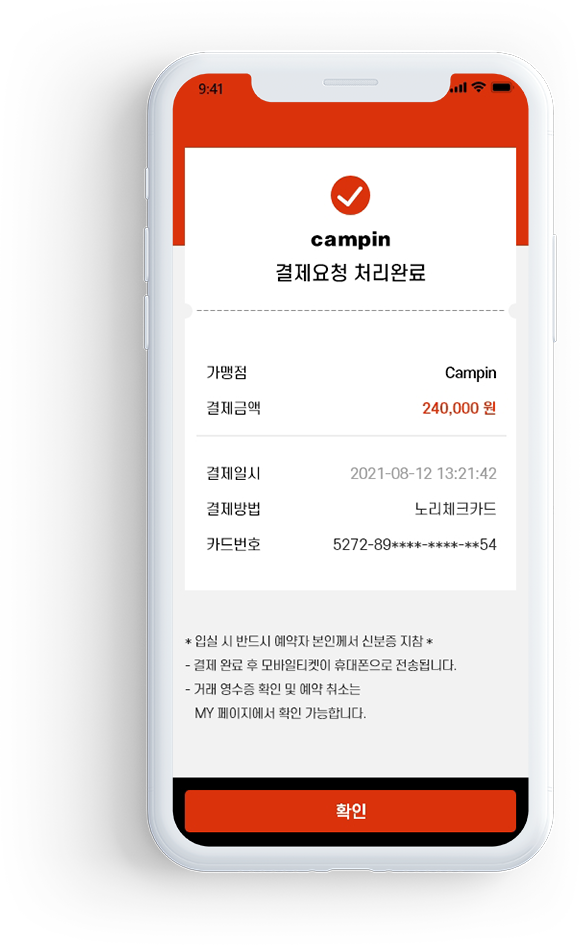 9:41
campin
결제요청 처리완료
가맹점 Campin
결제금액 240,000 원
결제일시 2021-08-12 13:21:42
결제방법 노리체크카드
카드번호 5272-89****-****-**54
* 입실 시 반드시 예약자 본인께서 신분증 지참 *
- 결제 완료 후 모바일티켓이 휴대폰으로 전송됩니다.
- 거래 영수증 확인 및 예약 취소는
MY 페이지에서 확인 가능합니다.
확인